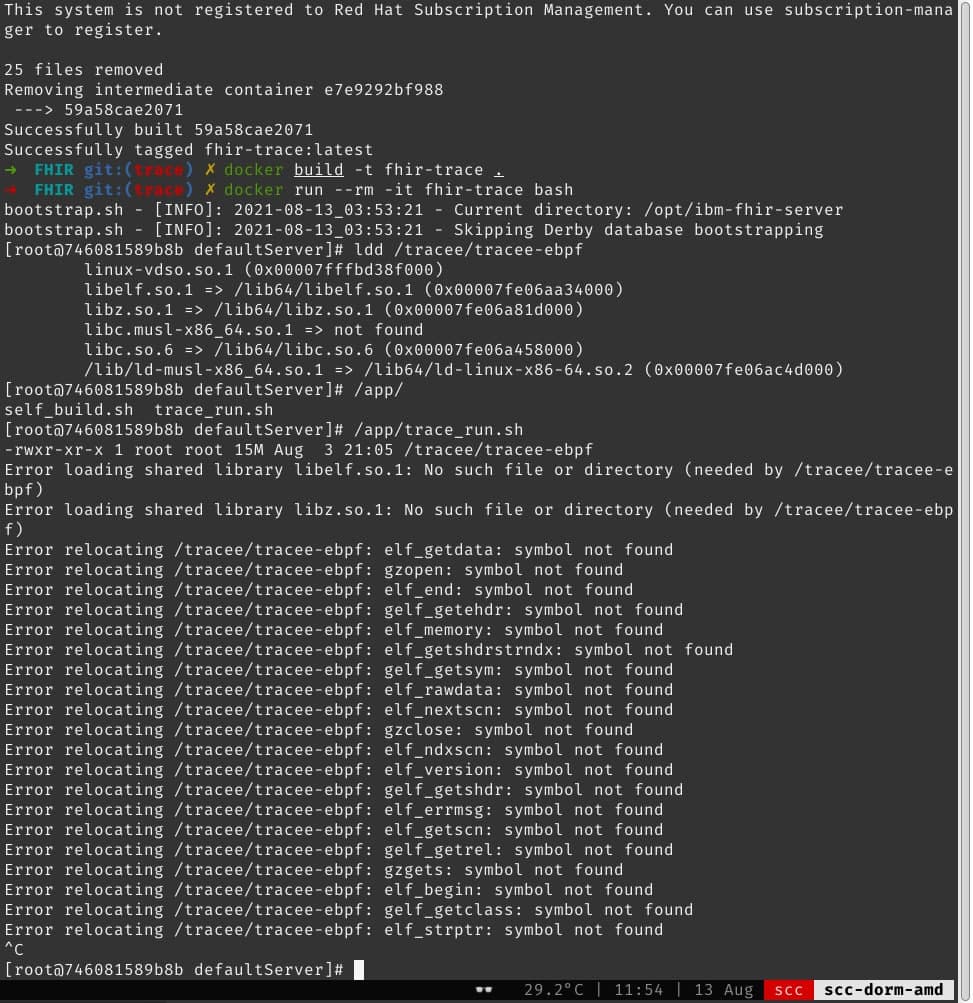 This system is not registered to Red Hat Subscription Management. You can use subscription-mana
ger to register.
25 files removed
Removing intermediate container e7e9292bf988
 ---> 59a58cae2071
Successfully built 59a58cae2071
Successfully tagged fhir-trace:latest
→  FHIR git:(trace) ✗ docker build -t fhir-trace .
→  FHIR git:(trace) ✗ docker run --rm -it fhir-trace bash
bootstrap.sh - [INFO]: 2021-08-13_03:53:21 - Current directory: /opt/ibm-fhir-server
bootstrap.sh - [INFO]: 2021-08-13_03:53:21 - Skipping Derby database bootstrapping
[root@746081589b8b defaultServer]# ldd /tracee/tracee-ebpf
        linux-vdso.so.1 (0x00007fffbd38f000)
        libelf.so.1 => /lib64/libelf.so.1 (0x00007fe06aa34000)
        libz.so.1 => /lib64/libz.so.1 (0x00007fe06a81d000)
        libc.musl-x86_64.so.1 => not found
        libc.so.6 => /lib64/libc.so.6 (0x00007fe06a458000)
        /lib/ld-musl-x86_64.so.1 => /lib64/ld-linux-x86-64.so.2 (0x00007fe06ac4d000)
[root@746081589b8b defaultServer]# /app/
self_build.sh  trace_run.sh
[root@746081589b8b defaultServer]# /app/trace_run.sh
-rwxr-xr-x 1 root root 15M Aug  3 21:05 /tracee/tracee-ebpf
Error loading shared library libelf.so.1: No such file or directory (needed by /tracee/tracee-e
bpf)
Error loading shared library libz.so.1: No such file or directory (needed by /tracee/tracee-ebp
f)
Error relocating /tracee/tracee-ebpf: elf_getdata: symbol not found
Error relocating /tracee/tracee-ebpf: gzopen: symbol not found
Error relocating /tracee/tracee-ebpf: elf_end: symbol not found
Error relocating /tracee/tracee-ebpf: gelf_getehdr: symbol not found
Error relocating /tracee/tracee-ebpf: elf_memory: symbol not found
Error relocating /tracee/tracee-ebpf: elf_getshdrstrndx: symbol not found
Error relocating /tracee/tracee-ebpf: gelf_getsym: symbol not found
Error relocating /tracee/tracee-ebpf: elf_rawdata: symbol not found
Error relocating /tracee/tracee-ebpf: elf_nextscn: symbol not found
Error relocating /tracee/tracee-ebpf: gzclose: symbol not found
Error relocating /tracee/tracee-ebpf: elf_ndxscn: symbol not found
Error relocating /tracee/tracee-ebpf: elf_version: symbol not found
Error relocating /tracee/tracee-ebpf: gelf_getshdr: symbol not found
Error relocating /tracee/tracee-ebpf: elf_errmsg: symbol not found
Error relocating /tracee/tracee-ebpf: elf_getscn: symbol not found
Error relocating /tracee/tracee-ebpf: gelf_getrel: symbol not found
Error relocating /tracee/tracee-ebpf: gzgets: symbol not found
Error relocating /tracee/tracee-ebpf: elf_begin: symbol not found
Error relocating /tracee/tracee-ebpf: gelf_getclass: symbol not found
Error relocating /tracee/tracee-ebpf: elf_strptr: symbol not found
^C
[root@746081589b8b defaultServer]#
29.2°C | 11:54 | 13 Aug  scc  scc-dorm-amd